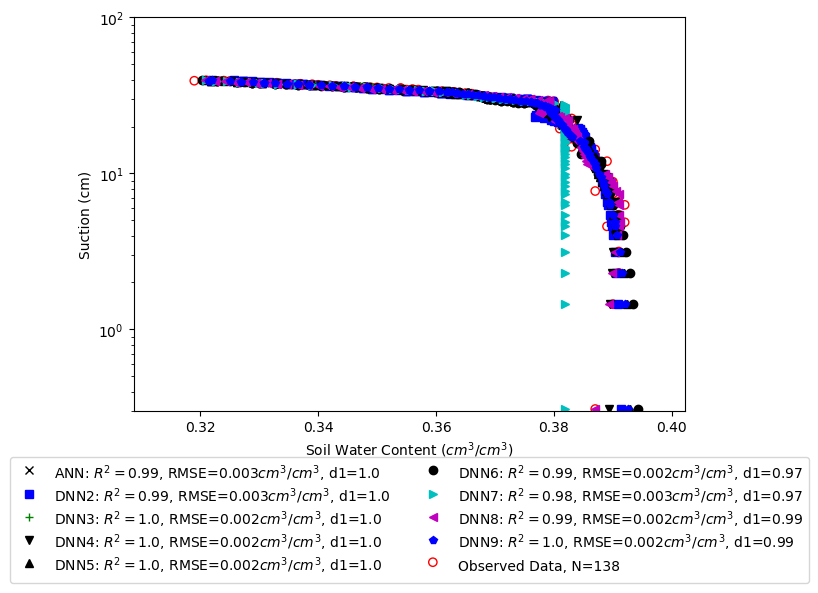 10²
10¹
10⁰
Suction (cm)
0.32 0.34 0.36 0.38 0.40
Soil Water Content (cm³/cm³)
ANN: R² = 0.99, RMSE=0.003cm³/cm³, d1=1.0
DNN2: R² = 0.99, RMSE=0.003cm³/cm³, d1=1.0
DNN3: R² = 1.0, RMSE=0.002cm³/cm³, d1=1.0
DNN4: R² = 1.0, RMSE=0.002cm³/cm³, d1=1.0
DNN5: R² = 1.0, RMSE=0.002cm³/cm³, d1=1.0
DNN6: R² = 0.99, RMSE=0.002cm³/cm³, d1=0.97
DNN7: R² = 0.98, RMSE=0.003cm³/cm³, d1=0.97
DNN8: R² = 0.99, RMSE=0.002cm³/cm³, d1=0.99
DNN9: R² = 1.0, RMSE=0.002cm³/cm³, d1=0.99
Observed Data, N=138